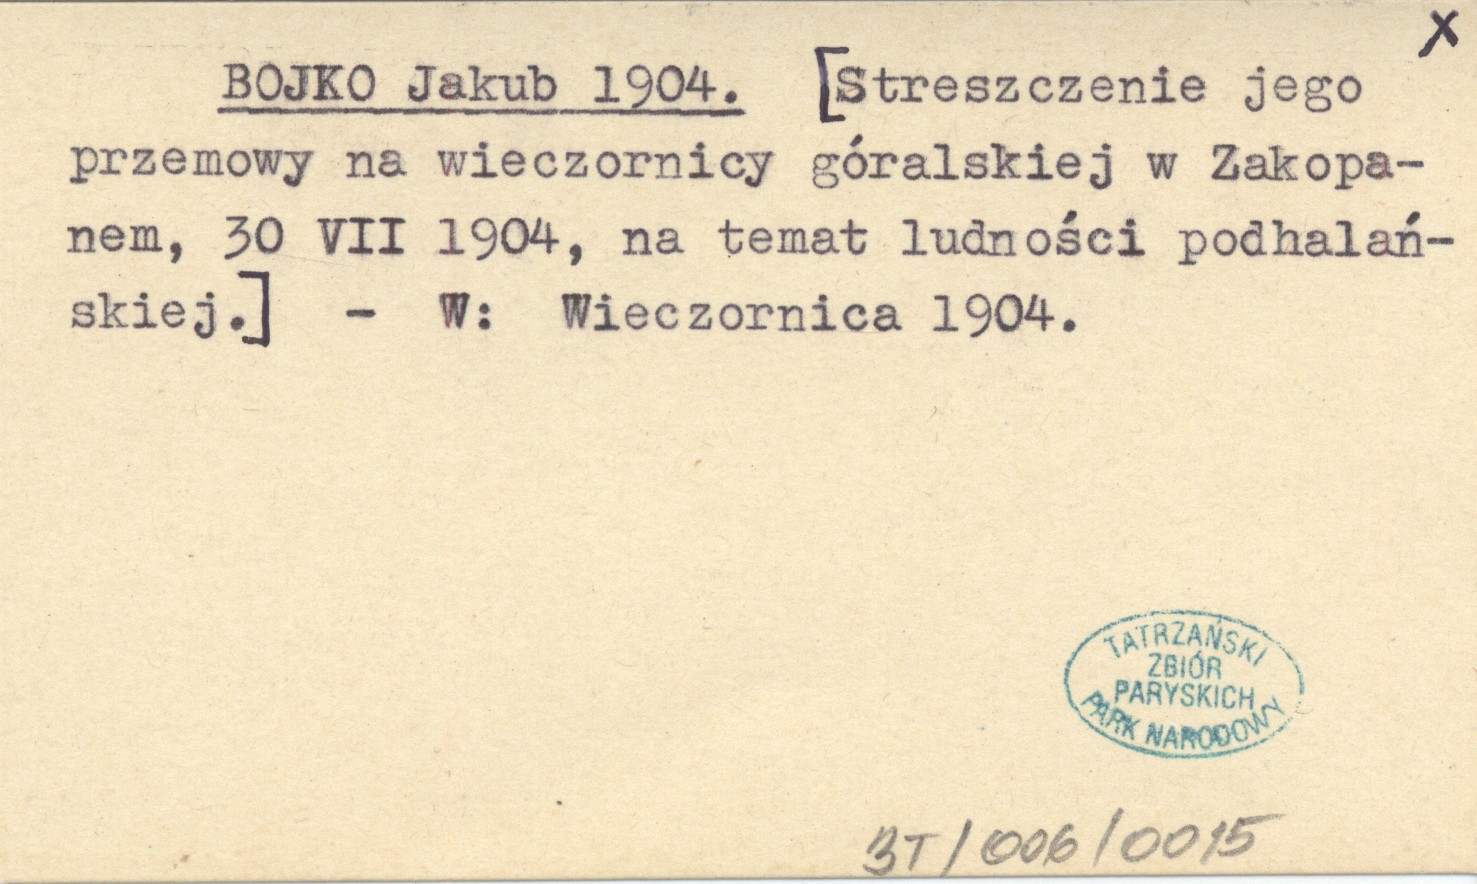 x
BOJKO Jakub 1904. [Streszczenie jego
przemowy na wieczornicy góralskiej w Zakopa-
nem, 30 VII 1904, na temat ludności podhalań-
skiej.] - W: Wieczornica 1904.
TATRZAŃSKI
ZBIÓR
PARYSKICH
PARK NARODOWY
BT/006/0015